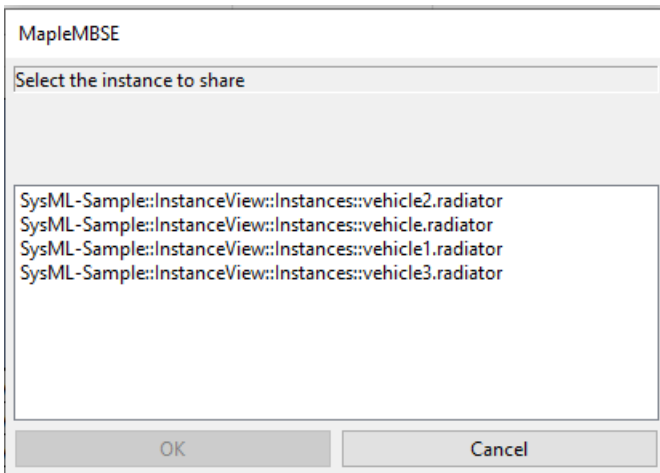 MapleMBSE
Select the instance to share
SysML-Sample::InstanceView::Instances::vehicle2.radiator
SysML-Sample::InstanceView::Instances::vehicle.radiator
SysML-Sample::InstanceView::Instances::vehicle1.radiator
SysML-Sample::InstanceView::Instances::vehicle3.radiator
OK
Cancel